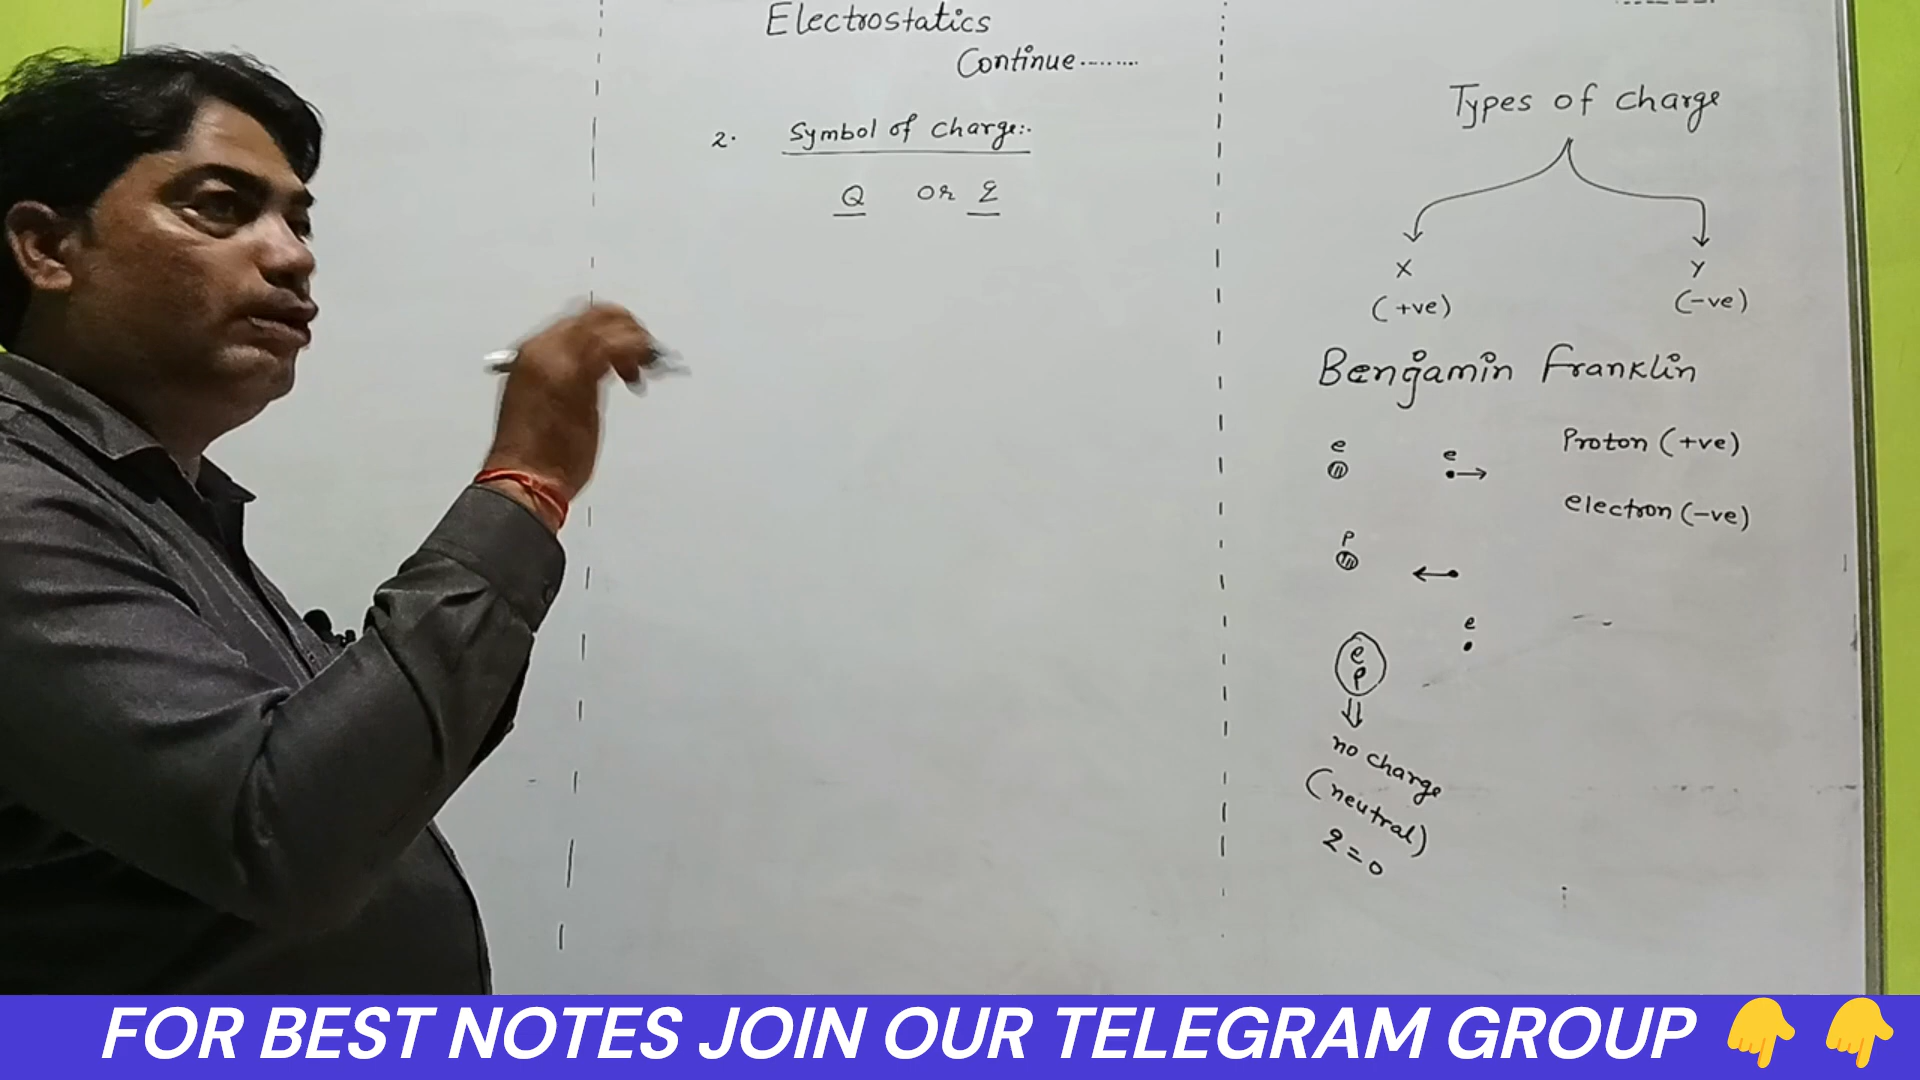 Electrostatics
Continue........
2. Symbol of charge:-
Q or q
Types of charge
X Y
(+ve) (-ve)
Bengamin Franklin
e e Proton (+ve)
electron (-ve)
P
e
e
P
no charge
(neutral)
q = 0
FOR BEST NOTES JOIN OUR TELEGRAM GROUP 👇 👇